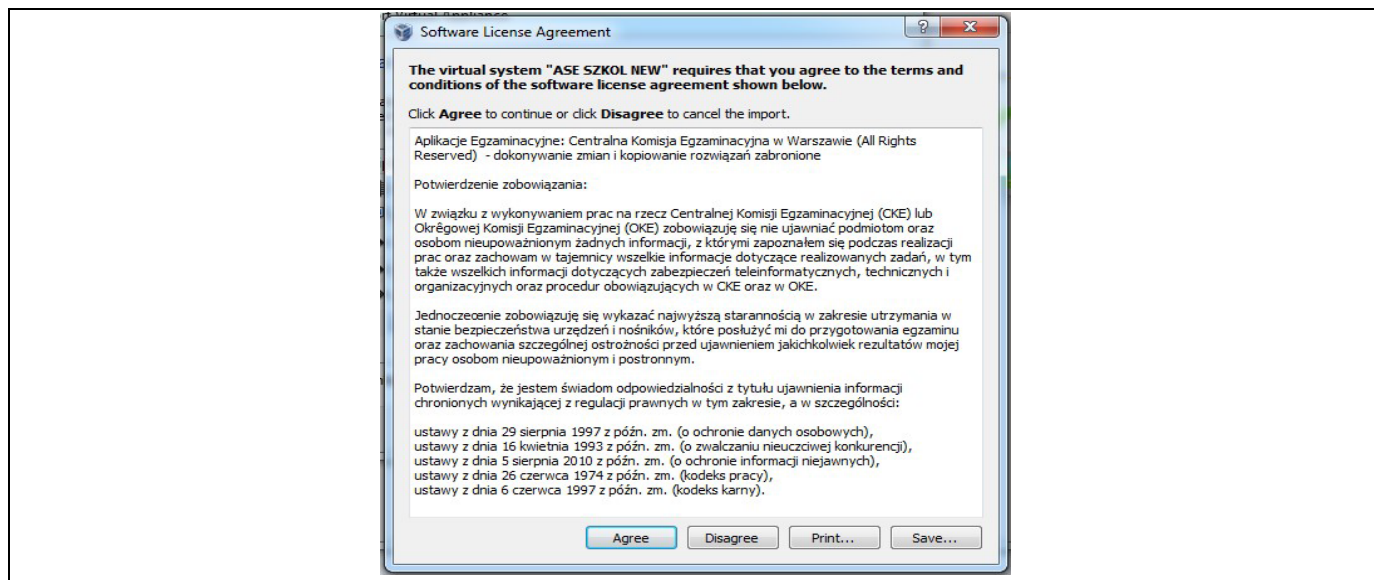 Virtual Appliance
Software License Agreement
The virtual system "ASE SZKOL NEW" requires that you agree to the terms and
conditions of the software license agreement shown below.
Click Agree to continue or click Disagree to cancel the import.
Aplikacje Egzaminacyjne: Centralna Komisja Egzaminacyjna w Warszawie (All Rights
Reserved) - dokonywanie zmian i kopiowanie rozwiązań zabronione
Potwierdzenie zobowiązania:
W związku z wykonywaniem prac na rzecz Centralnej Komisji Egzaminacyjnej (CKE) lub
Okrêgowej Komisji Egzaminacyjnej (OKE) zobowiązuję się nie ujawniać podmiotom oraz
osobom nieupoważnionym żadnych informacji, z którymi zapoznałem się podczas realizacji
prac oraz zachowam w tajemnicy wszelkie informacje dotyczące realizowanych zadań, w tym
także wszelkich informacji dotyczących zabezpieczeń teleinformatycznych, technicznych i
organizacyjnych oraz procedur obowiązujących w CKE oraz w OKE.
Jednoczeœnie zobowiązuję się wykazać najwyższą starannością w zakresie utrzymania w
stanie bezpieczeństwa urządzeń i nośników, które posłużyć mi do przygotowania egzaminu
oraz zachowania szczególnej ostrożności przed ujawnieniem jakichkolwiek rezultatów mojej
pracy osobom nieupoważnionym i postronnym.
Potwierdzam, że jestem świadom odpowiedzialności z tytułu ujawnienia informacji
chronionych wynikającej z regulacji prawnych w tym zakresie, a w szczególności:
ustawy z dnia 29 sierpnia 1997 z późn. zm. (o ochronie danych osobowych),
ustawy z dnia 16 kwietnia 1993 z późn. zm. (o zwalczaniu nieuczciwej konkurencji),
ustawy z dnia 5 sierpnia 2010 z późn. zm. (o ochronie informacji niejawnych),
ustawy z dnia 26 czerwca 1974 z późn. zm. (kodeks pracy),
ustawy z dnia 6 czerwca 1997 z późn. zm. (kodeks karny).
Agree Disagree Print... Save...